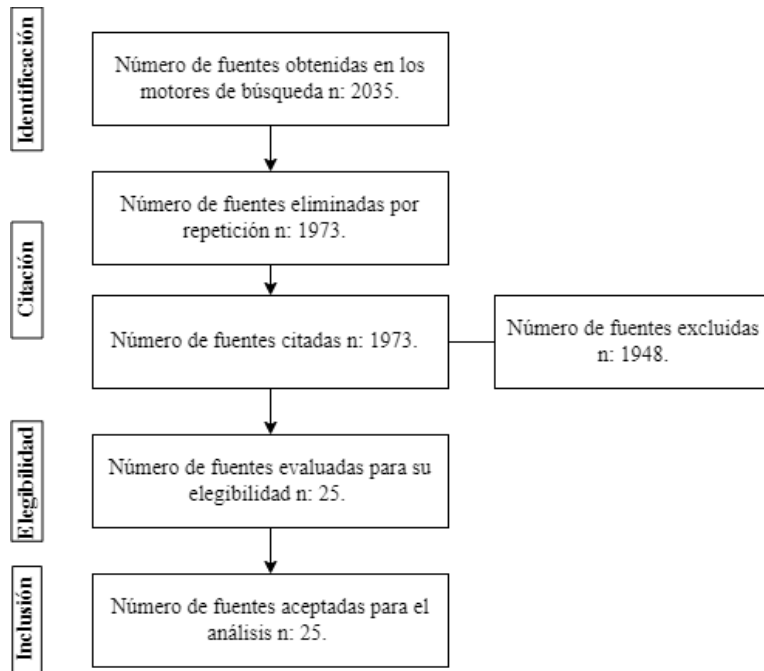 Identificación
Número de fuentes obtenidas en los
motores de búsqueda n: 2035.
Citación
Número de fuentes eliminadas por
repetición n: 1973.
Número de fuentes citadas n: 1973.
Número de fuentes excluidas
n: 1948.
Elegibilidad
Número de fuentes evaluadas para su
elegibilidad n: 25.
Inclusión
Número de fuentes aceptadas para el
análisis n: 25.